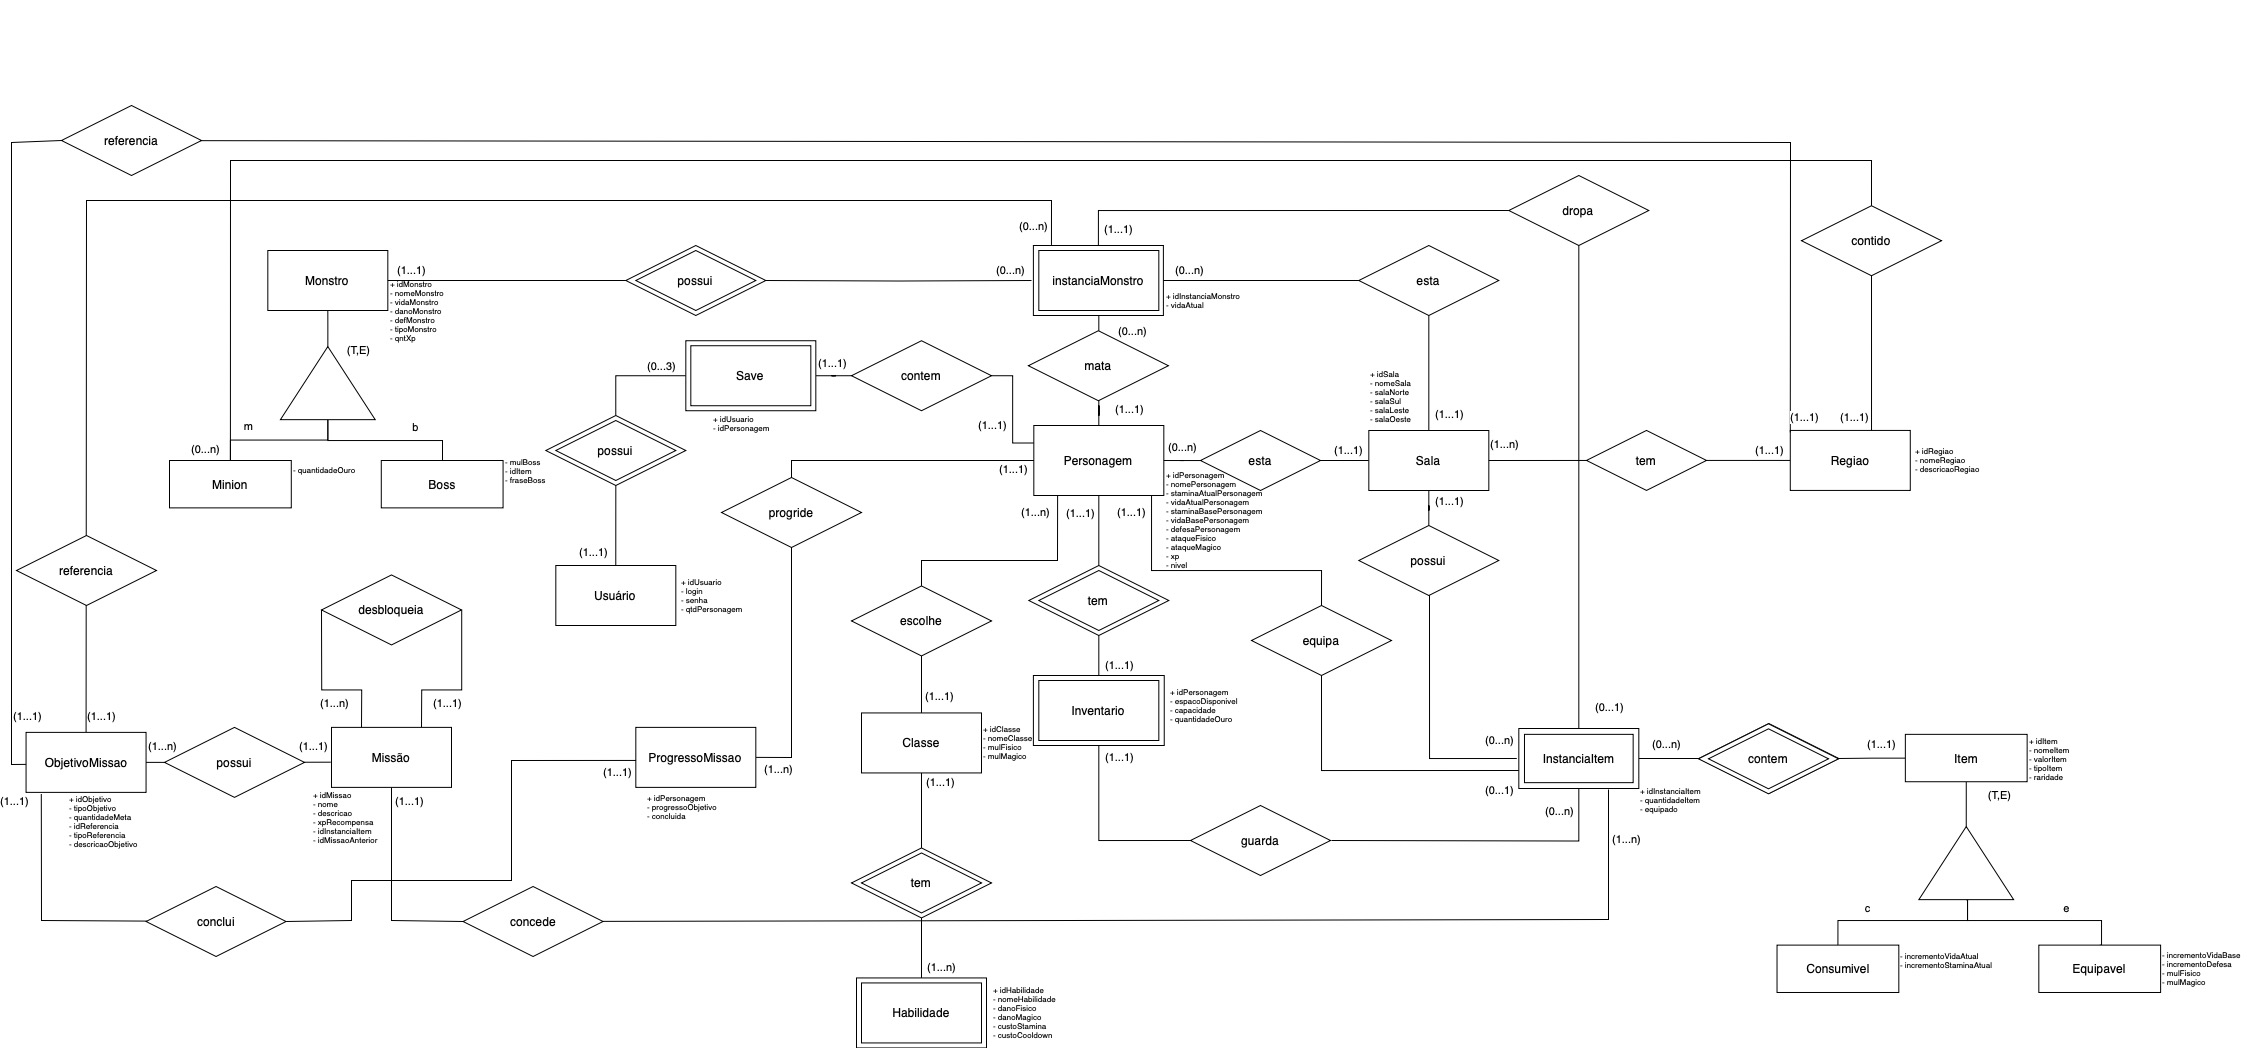 referencia
dropa
contido
(0...n)
(1...1)
Monstro
(1...1)
+ idMonstro
- nomeMonstro
- vidaMonstro
- danoMonstro
- defMonstro
- tipoMonstro
- qntXp
possui
(0...n)
instanciaMonstro
(0...n)
+ idInstanciaMonstro
- vidaAtual
esta
(T,E)
(0...n)
mata
(1...1)
(0...3)
Save
(1...1)
+ idUsuario
- idPersonagem
contem
(1...1)
+ idSala
- nomeSala
- salaNorte
- salaSul
- salaLeste
- salaOeste
(1...1)
(1...1)
(1...1)
m
b
(0...n)
Minion
- quantidadeOuro
Boss
- mulBoss
- idItem
- fraseBoss
possui
(1...1)
Personagem
(0...n)
+ idPersonagem
- nomePersonagem
- staminaAtualPersonagem
- vidaAtualPersonagem
- staminaBasePersonagem
- vidaBasePersonagem
- defesaPersonagem
- ataqueFisico
- ataqueMagico
- xp
- nivel
esta
(1...1)
Sala
(1...n)
tem
(1...1)
Regiao
+ idRegiao
- nomeRegiao
- descricaoRegiao
(1...1)
progride
(1...n)
(1...1)
(1...1)
(1...1)
possui
referencia
Usuário
+ idUsuario
- login
- senha
- qtdPersonagem
desbloqueia
escolhe
tem
equipa
(1...1)
(1...1)
(1...1)
(1...n)
(1...1)
(1...1)
ObjetivoMissao
(1...n)
possui
(1...1)
Missão
ProgressoMissao
(1...1)
(1...n)
Classe
+ idClasse
- nomeClasse
- mulFisico
- mulMagico
Inventario
+ idPersonagem
- espacoDisponivel
- capacidade
- quantidadeOuro
(0...1)
(0...n)
InstanciaItem
(0...n)
contem
(1...1)
Item
+ idItem
- nomeItem
- valorItem
- tipoItem
- raridade
(1...1)
+ idObjetivo
- tipoObjetivo
- quantidadeMeta
- idReferencia
- tipoReferencia
- descricaoObjetivo
+ idMissao
- nome
- descricao
- xpRecompensa
- idInstanciaItem
- idMissaoAnterior
(1...1)
+ idPersonagem
- progressoObjetivo
- concluida
(1...1)
(1...1)
(0...1)
(0...n)
+ idInstanciaItem
- quantidadeItem
- equipado
(T,E)
guarda
(1...n)
tem
conclui
concede
c
e
(1...n)
Consumivel
- incrementoVidaAtual
- incrementoStaminaAtual
Equipavel
- incrementoVidaBase
- incrementoDefesa
- mulFisico
- mulMagico
Habilidade
+ idHabilidade
- nomeHabilidade
- danoFisico
- danoMagico
- custoStamina
- custoCooldown